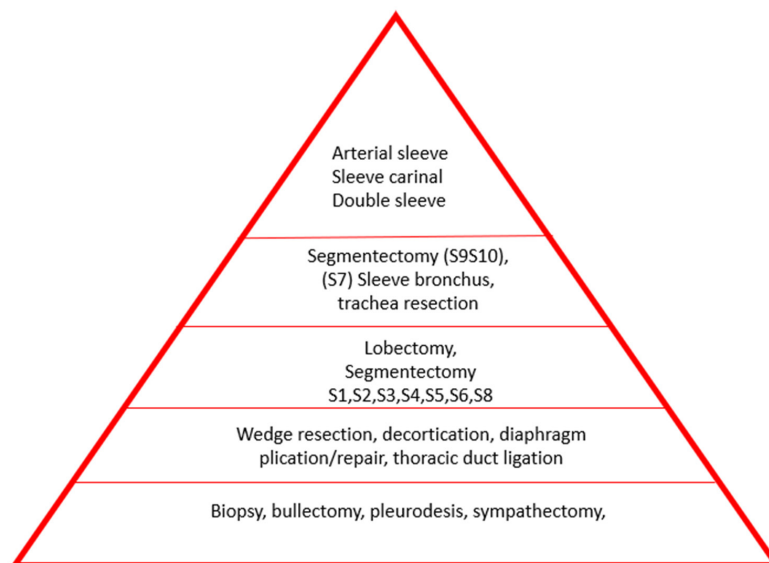 Arterial sleeve
Sleeve carinal
Double sleeve
Segmentectomy (S9S10),
(S7) Sleeve bronchus,
trachea resection
Lobectomy,
Segmentectomy
S1,S2,S3,S4,S5,S6,S8
Wedge resection, decortication, diaphragm
plication/repair, thoracic duct ligation
Biopsy, bullectomy, pleurodesis, sympathectomy,